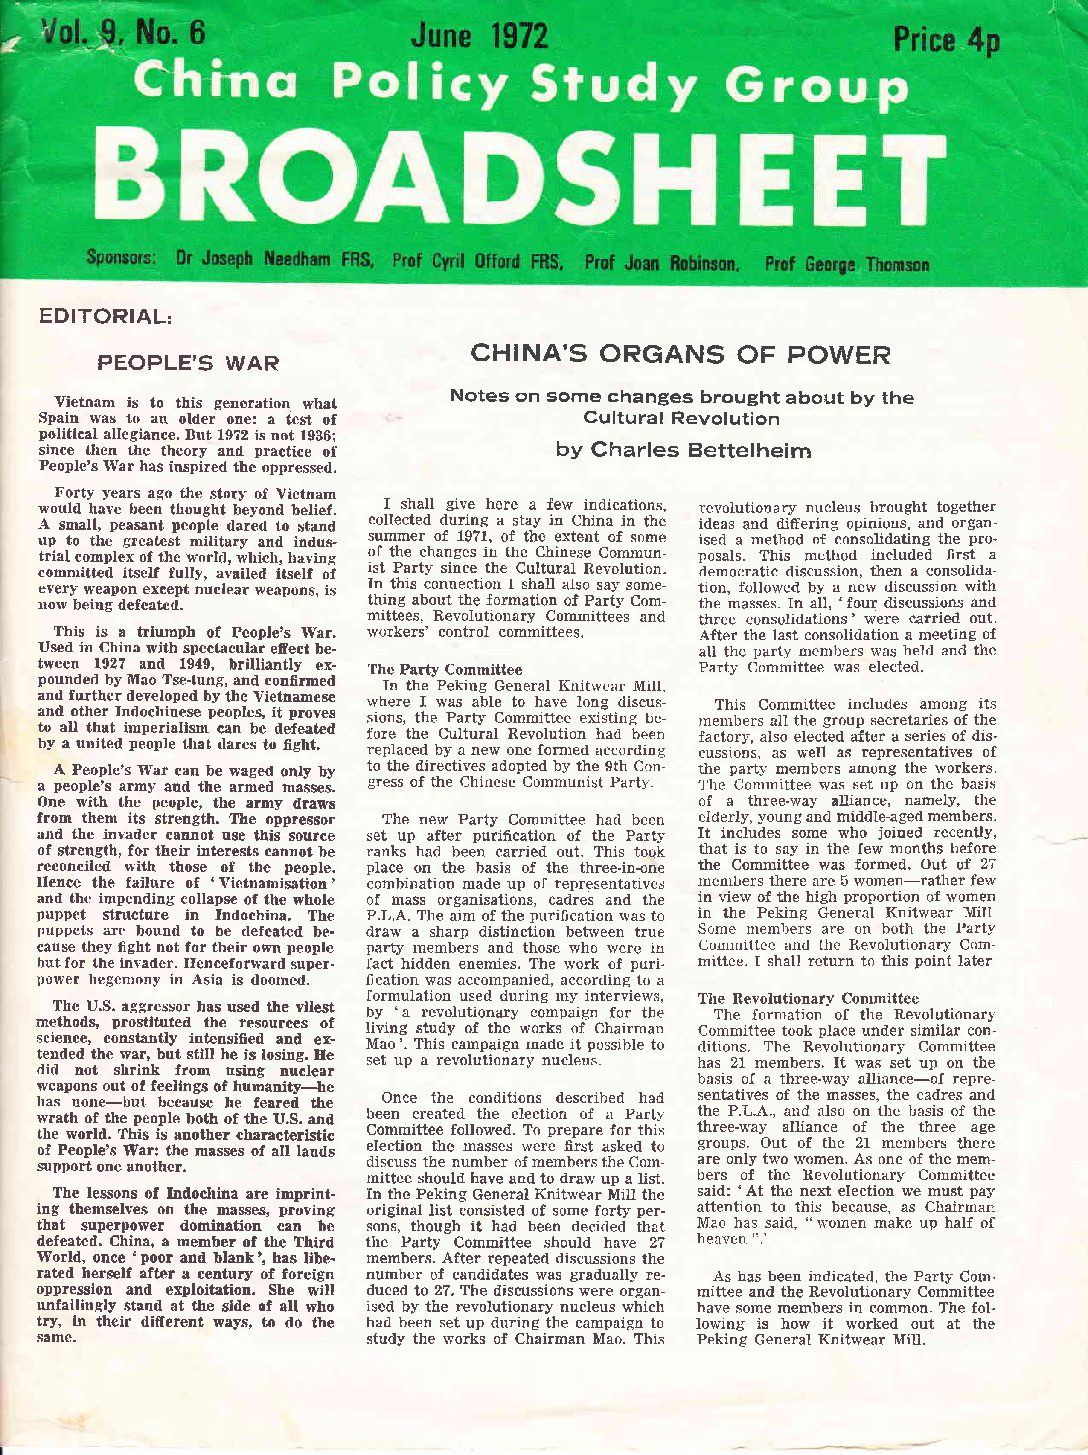 Vol. 9, No. 6 June 1972 Price 4p
China Policy Study Group
BROADSHEET
Sponsors: Dr Joseph Needham FRS, Prof Cyril Offord FRS, Prof Joan Robinson, Prof George Thomson
EDITORIAL:
PEOPLE'S WAR
Vietnam is to this generation what
Spain was to an older one: a test of
political allegiance. But 1972 is not 1936;
since then the theory and practice of
People's War has inspired the oppressed.
Forty years ago the story of Vietnam
would have been thought beyond belief.
A small, peasant people dared to stand
up to the greatest military and indus-
trial complex of the world, which, having
committed itself fully, availed itself of
every weapon except nuclear weapons, is
now being defeated.
This is a triumph of People's War.
Used in China with spectacular effect be-
tween 1927 and 1949, brilliantly ex-
pounded by Mao Tse-tung, and confirmed
and further developed by the Vietnamese
and other Indochinese peoples, it proves
to all that imperialism can be defeated
by a united people that dares to fight.
A People's War can be waged only by
a people's army and the armed masses.
One with the people, the army draws
from them its strength. The oppressor
and the invader cannot use this source
of strength, for their interests cannot be
reconciled with those of the people.
Hence the failure of ' Vietnamisation '
and the impending collapse of the whole
puppet structure in Indochina. The
puppets are bound to be defeated be-
cause they fight not for their own people
but for the invader. Henceforward super-
power hegemony in Asia is doomed.
The U.S. aggressor has used the vilest
methods, prostituted the resources of
science, constantly intensified and ex-
tended the war, but still he is losing. He
did not shrink from using nuclear
weapons out of feelings of humanity—he
has none—but because he feared the
wrath of the people both of the U.S. and
the world. This is another characteristic
of People's War: the masses of all lands
support one another.
The lessons of Indochina are imprint-
ing themselves on the masses, proving
that superpower domination can be
defeated. China, a member of the Third
World, once ' poor and blank ', has libe-
rated herself after a century of foreign
oppression and exploitation. She will
unfailingly stand at the side of all who
try, in their different ways, to do the
same.
CHINA'S ORGANS OF POWER
Notes on some changes brought about by the
Cultural Revolution
by Charles Bettelheim
I shall give here a few indications,
collected during a stay in China in the
summer of 1971, of the extent of some
of the changes in the Chinese Commun-
ist Party since the Cultural Revolution.
In this connection I shall also say some-
thing about the formation of Party Com-
mittees, Revolutionary Committees and
workers' control committees.
The Party Committee
In the Peking General Knitwear Mill,
where I was able to have long discus-
sions, the Party Committee existing be-
fore the Cultural Revolution had been
replaced by a new one formed according
to the directives adopted by the 9th Con-
gress of the Chinese Communist Party.
The new Party Committee had been
set up after purification of the Party
ranks had been carried out. This took
place on the basis of the three-in-one
combination made up of representatives
of mass organisations, cadres and the
P.L.A. The aim of the purification was to
draw a sharp distinction between true
party members and those who were in
fact hidden enemies. The work of puri-
fication was accompanied, according to a
formulation used during my interviews,
by ' a revolutionary compaign for the
living study of the works of Chairman
Mao '. This campaign made it possible to
set up a revolutionary nucleus.
Once the conditions described had
been created the election of a Party
Committee followed. To prepare for this
election the masses were first asked to
discuss the number of members the Com-
mittee should have and to draw up a list.
In the Peking General Knitwear Mill the
original list consisted of some forty per-
sons, though it had been decided that
the Party Committee should have 27
members. After repeated discussions the
number of candidates was gradually re-
duced to 27. The discussions were organ-
ised by the revolutionary nucleus which
had been set up during the campaign to
study the works of Chairman Mao. This
revolutionary nucleus brought together
ideas and differing opinions, and organ-
ised a method of consolidating the pro-
posals. This method included first a
democratic discussion, then a consolida-
tion, followed by a new discussion with
the masses. In all, ' four discussions and
three consolidations ' were carried out.
After the last consolidation a meeting of
all the party members was held and the
Party Committee was elected.
This Committee includes among its
members all the group secretaries of the
factory, also elected after a series of dis-
cussions, as well as representatives of
the party members among the workers.
The Committee was set up on the basis
of a three-way alliance, namely, the
elderly, young and middle-aged members.
It includes some who joined recently,
that is to say in the few months before
the Committee was formed. Out of 27
members there are 5 women—rather few
in view of the high proportion of women
in the Peking General Knitwear Mill
Some members are on both the Party
Committee and the Revolutionary Com-
mittee. I shall return to this point later
The Revolutionary Committee
The formation of the Revolutionary
Committee took place under similar con-
ditions. The Revolutionary Committee
has 21 members. It was set up on the
basis of a three-way alliance—of repre-
sentatives of the masses, the cadres and
the P.L.A., and also on the basis of the
three-way alliance of the three age
groups. Out of the 21 members there
are only two women. As one of the mem-
bers of the Revolutionary Committee
said: ' At the next election we must pay
attention to this because, as Chairman
Mao has said, " women make up half of
heaven ".'
As has been indicated, the Party Com-
mittee and the Revolutionary Committee
have some members in common. The fol-
lowing is how it worked out at the
Peking General Knitwear Mill.